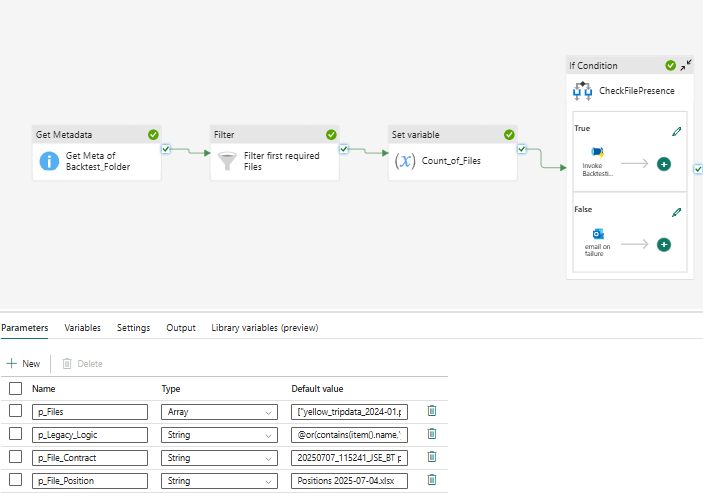 If Condition
CheckFilePresence
Get Metadata
Get Meta of
Backtest_Folder
Filter
Filter first required
Files
Set variable
(x) Count_of_Files
True
Invoke
Backtesti...
False
email on
failure
Parameters Variables Settings Output Library variables (preview)
New Delete
Name Type Default value
p_Files Array ["yellow_tripdata_2024-01.p
p_Legacy_Logic String @or(contains(item().name,'
p_File_Contract String 20250707_115241_JSE_BT p
p_File_Position String Positions 2025-07-04.xlsx